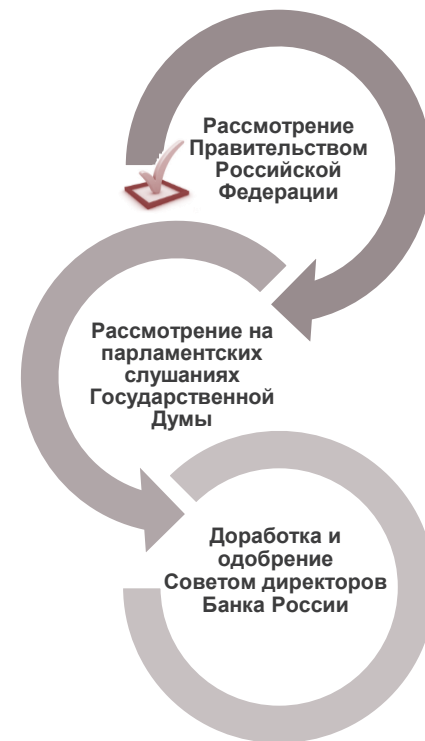 Рассмотрение
Правительством
Российской
Федерации
Рассмотрение на
парламентских
слушаниях
Государственной
Думы
Доработка и
одобрение
Советом директоров
Банка России